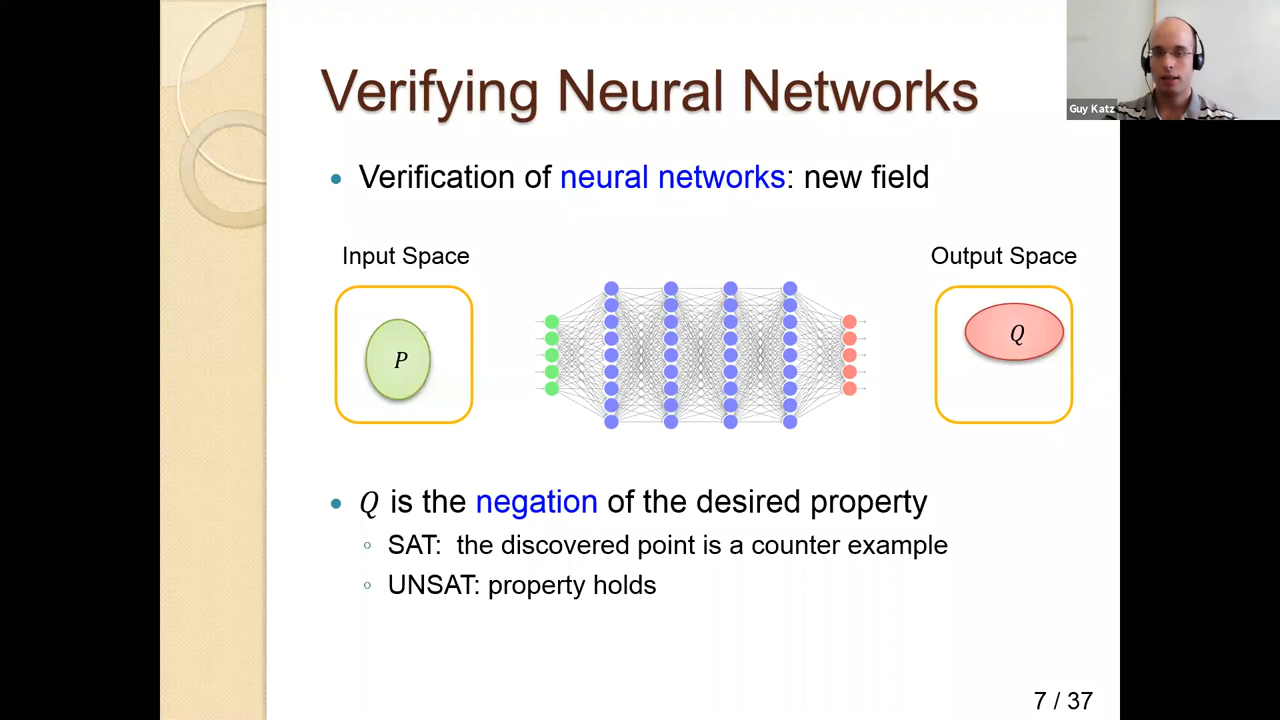 Verifying Neural Networks
Guy Katz
• Verification of neural networks: new field
Input Space
Output Space
P
Q
• Q is the negation of the desired property
○ SAT: the discovered point is a counter example
○ UNSAT: property holds
7 / 37